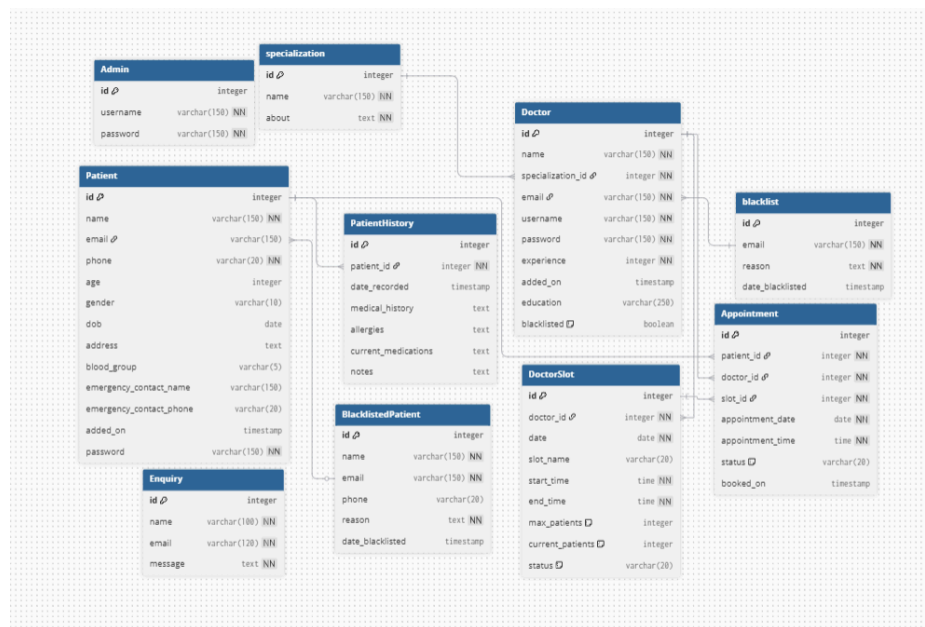 Admin
id integer
username varchar(150) NN
password varchar(150) NN
specialization
id integer
name varchar(150) NN
about text NN
Doctor
id integer
name varchar(150) NN
specialization_id integer NN
email varchar(150) NN
username varchar(150) NN
password varchar(150) NN
experience integer NN
added_on timestamp
education varchar(250)
blacklisted boolean
Patient
id integer
name varchar(150) NN
email varchar(150)
phone varchar(20) NN
age integer
gender varchar(10)
dob date
address text
blood_group varchar(5)
emergency_contact_name varchar(150)
emergency_contact_phone varchar(20)
added_on timestamp
password varchar(150) NN
PatientHistory
id integer
patient_id integer NN
date_recorded timestamp
medical_history text
allergies text
current_medications text
notes text
blacklist
id integer
email varchar(150) NN
reason text NN
date_blacklisted timestamp
Appointment
id integer
patient_id integer NN
doctor_id integer NN
slot_id integer NN
appointment_date date NN
appointment_time time NN
status varchar(20)
booked_on timestamp
DoctorSlot
id integer
doctor_id integer NN
date date NN
slot_name varchar(20)
start_time time NN
end_time time NN
max_patients integer
current_patients integer
status varchar(20)
BlacklistedPatient
id integer
name varchar(150) NN
email varchar(150) NN
phone varchar(20)
reason text NN
date_blacklisted timestamp
Enquiry
id integer
name varchar(100) NN
email varchar(120) NN
message text NN